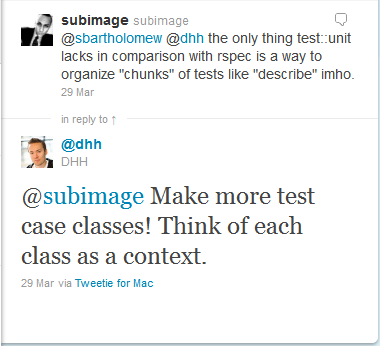 subimage subimage
@sbartholomew @dhh the only thing test::unit
lacks in comparison with rspec is a way to
organize "chunks" of tests like "describe" imho.
29 Mar
in reply to ↑
@dhh
DHH
@subimage Make more test
case classes! Think of each
class as a context.
29 Mar via Tweetie for Mac